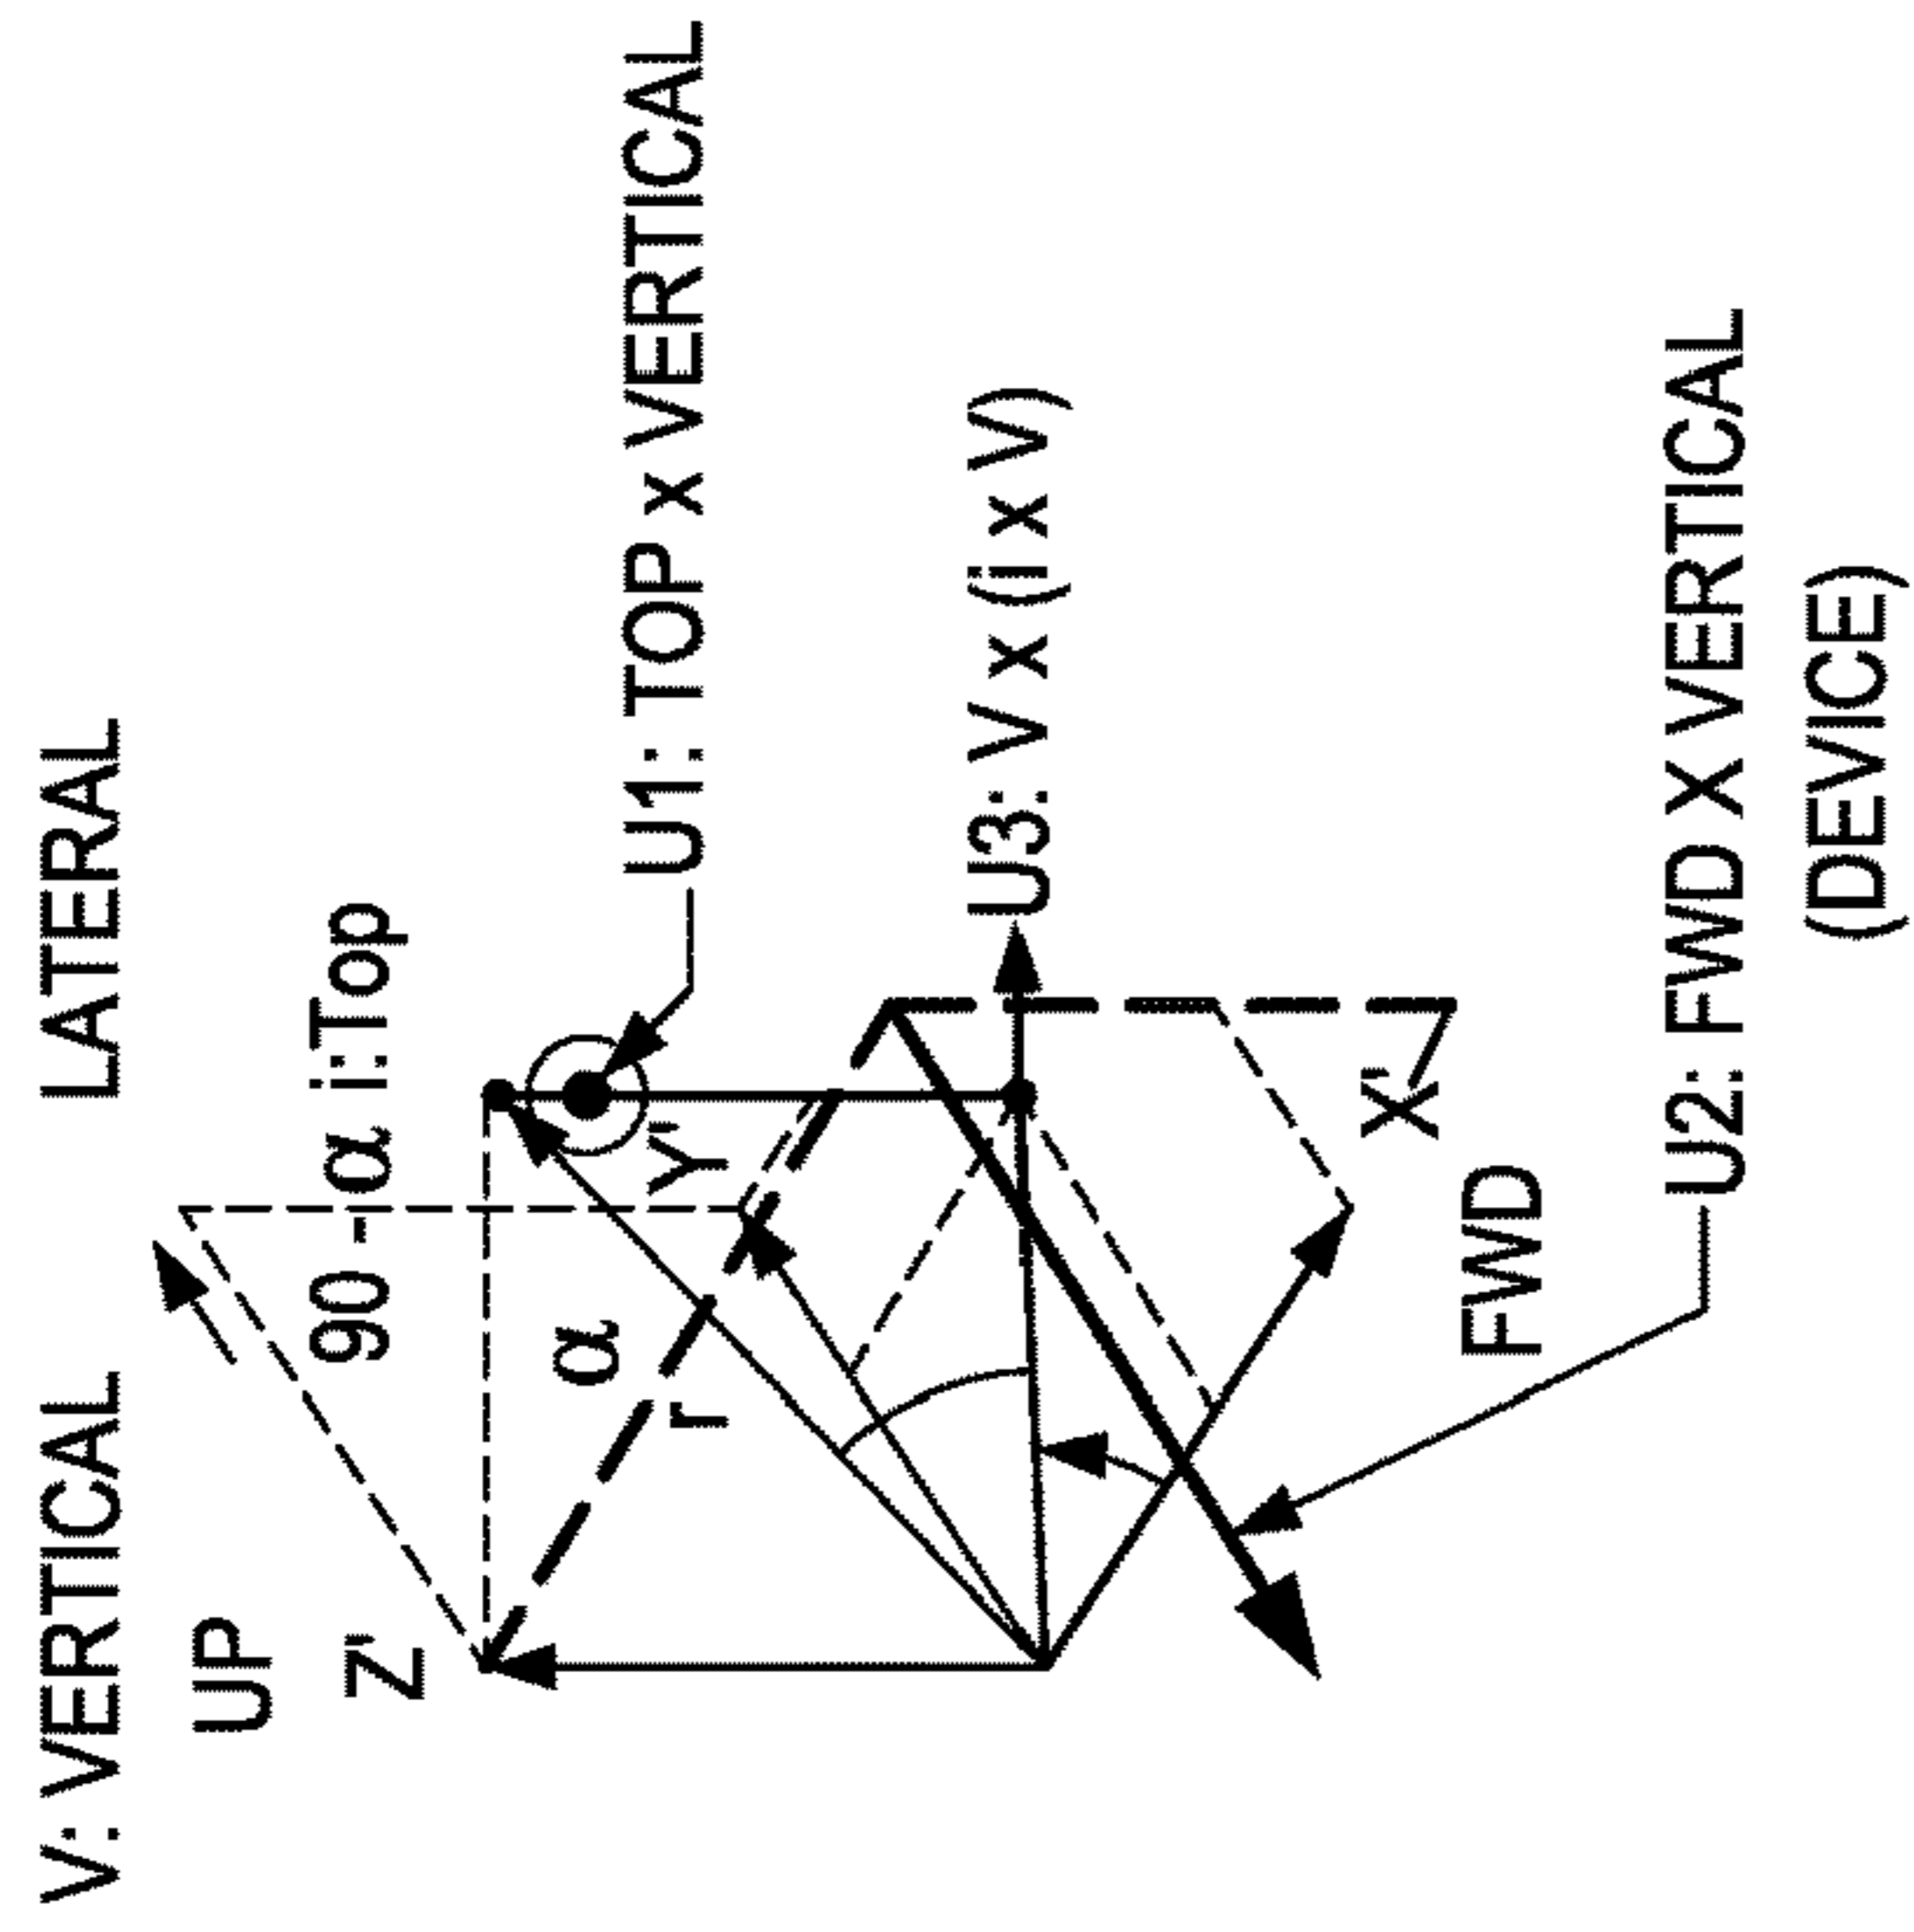 V: VERTICAL
LATERAL
UP
90 - α
i:Top
Z'
α
U1: TOP x VERTICAL
r
Y'
U3: V x (i x V)
X'
FWD
U2: FWD X VERTICAL
(DEVICE)